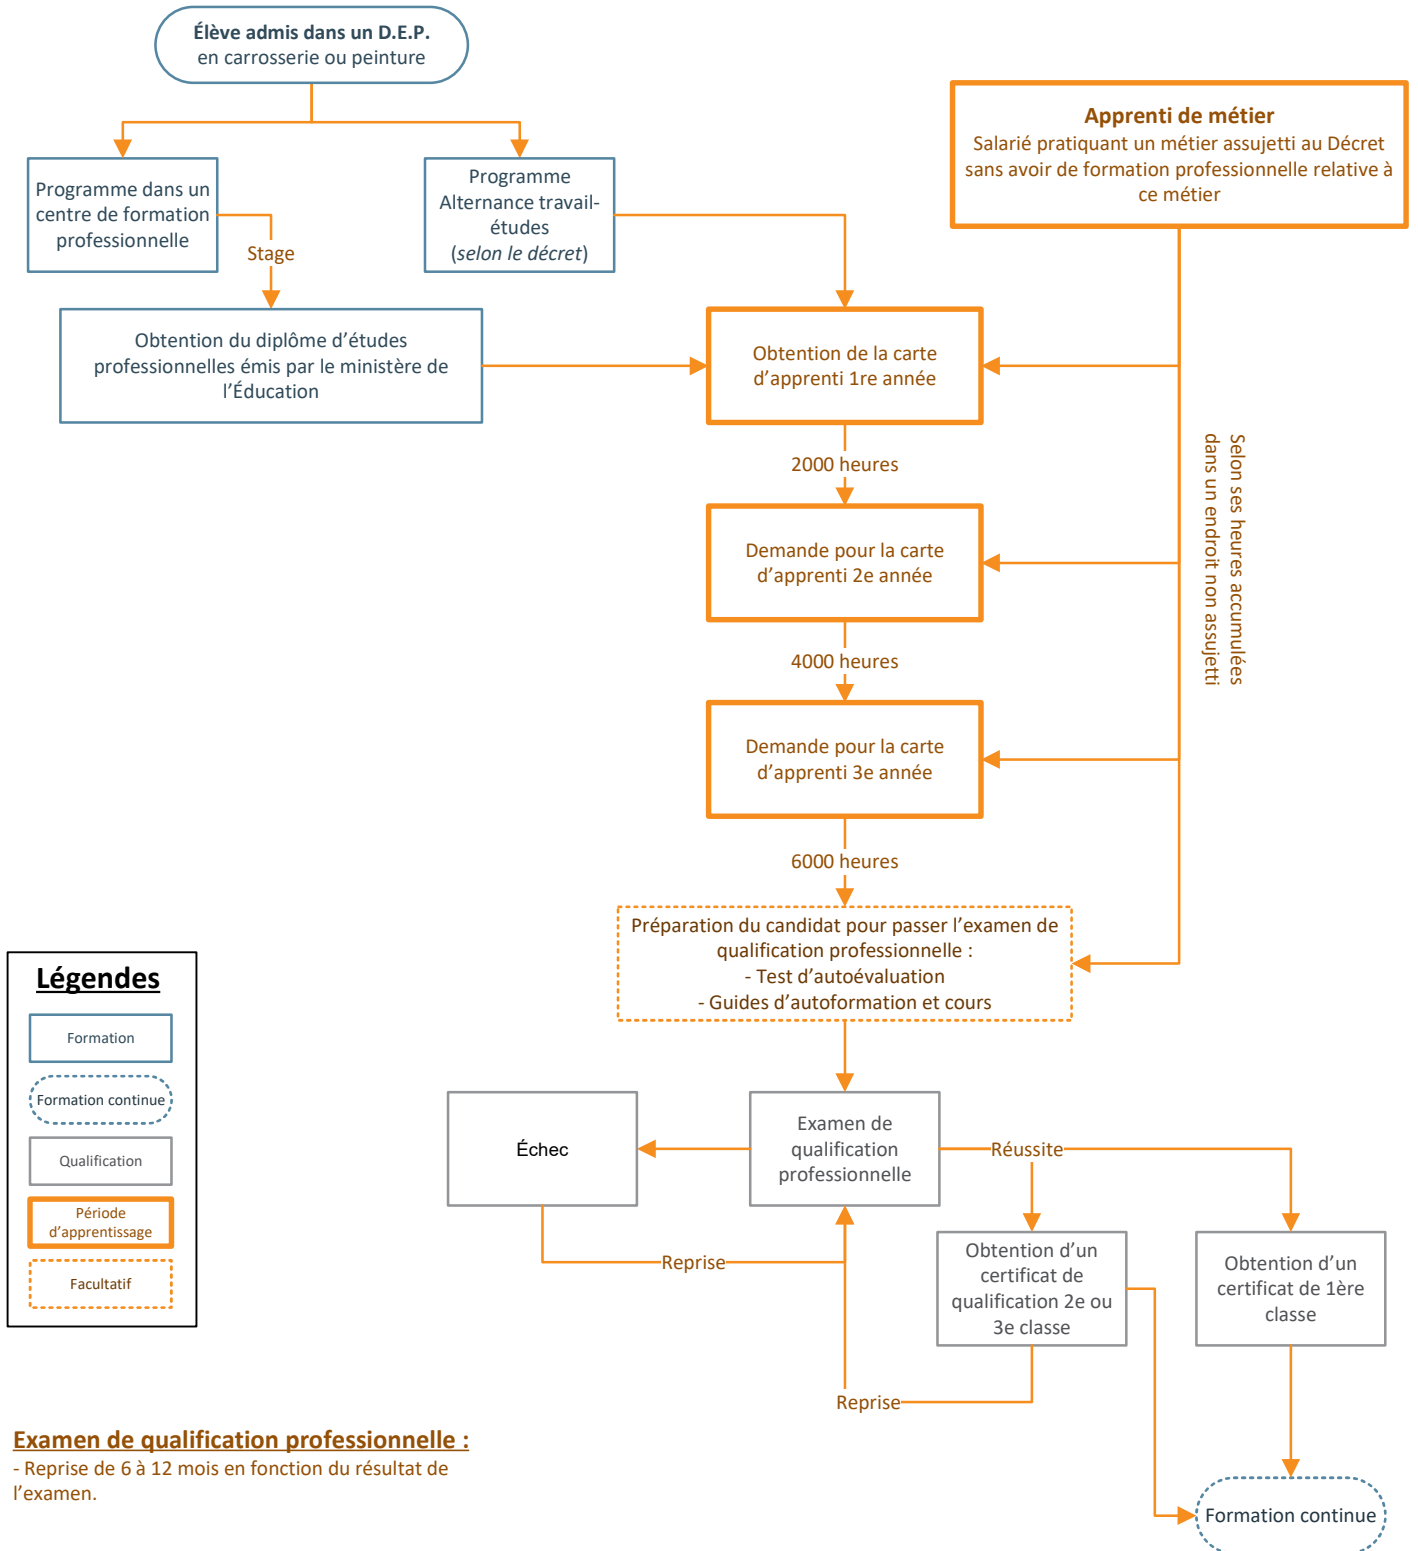 Élève admis dans un D.E.P.
en carrosserie ou peinture
Apprenti de métier
Salarié pratiquant un métier assujetti au Décret
sans avoir de formation professionnelle relative à
ce métier
Programme dans un
centre de formation
professionnelle
Programme
Alternance travail-
études
(selon le décret)
Stage
Obtention du diplôme d'études
professionnelles émis par le ministère de
l'Éducation
Obtention de la carte
d'apprenti 1re année
2000 heures
Selon ses heures accumulées
dans un endroit non assujetti
Demande pour la carte
d'apprenti 2e année
4000 heures
Demande pour la carte
d'apprenti 3e année
6000 heures
Préparation du candidat pour passer l'examen de
qualification professionnelle :
- Test d'autoévaluation
- Guides d'autoformation et cours
Légendes
Formation
Formation continue
Qualification
Période
d'apprentissage
Facultatif
Échec
Examen de
qualification
professionnelle
Réussite
Reprise
Obtention d'un
certificat de
qualification 2e ou
3e classe
Obtention d'un
certificat de 1ère
classe
Reprise
Examen de qualification professionnelle :
- Reprise de 6 à 12 mois en fonction du résultat de
l'examen.
Formation continue